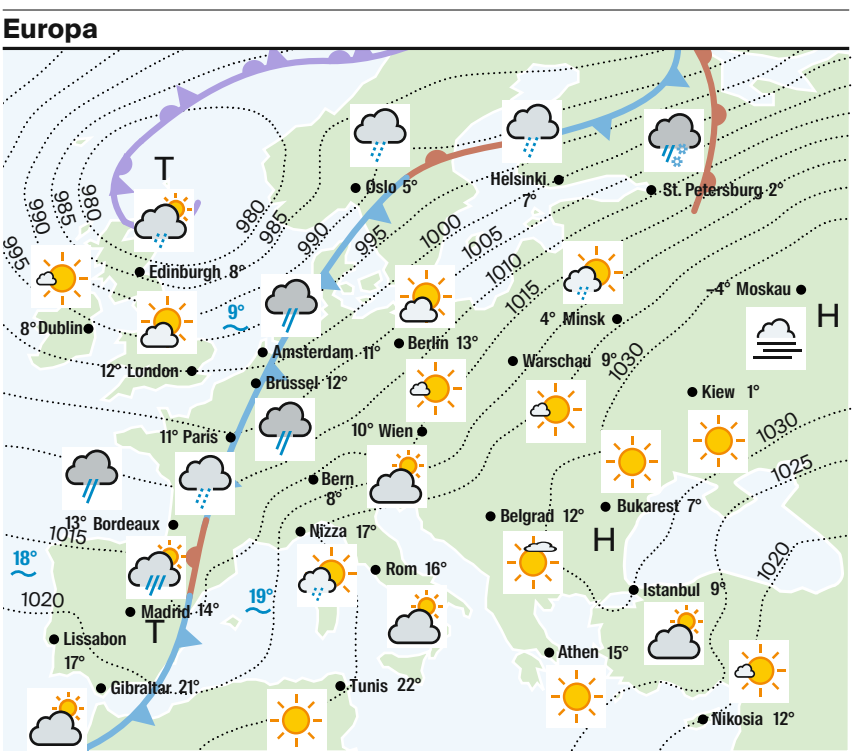 Europa
T
980
985
990
995
980
985
990
995
1000
1005
1010
1015
Oslo 5°
Helsinki
7°
St. Petersburg 2°
Edinburgh 8°
–4° Moskau
H
9°
8° Dublin
4° Minsk
Amsterdam 11°
Berlin 13°
12° London
Warschau 9°
1030
Brüssel 12°
Kiew 1°
11° Paris
10° Wien
1030
1025
Bern
8°
13° Bordeaux
1015
Nizza 17°
Belgrad 12°
Bukarest 7°
H
18°
Rom 16°
1020
1020
19°
Istanbul 9°
Madrid 14°
T
Lissabon
17°
Athen 15°
Gibraltar 21°
Tunis 22°
Nikosia 12°